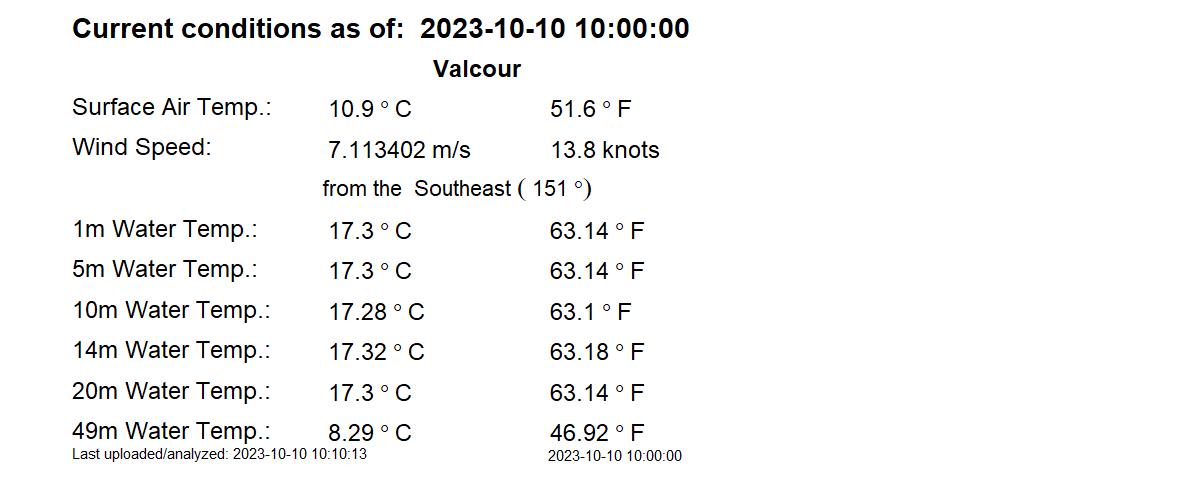 Current conditions as of:  2023-10-10 10:00:00
Valcour
Surface Air Temp.: 10.9 ° C 51.6 ° F
Wind Speed: 7.113402 m/s 13.8 knots
from the  Southeast ( 151 °)
1m Water Temp.: 17.3 ° C 63.14 ° F
5m Water Temp.: 17.3 ° C 63.14 ° F
10m Water Temp.: 17.28 ° C 63.1 ° F
14m Water Temp.: 17.32 ° C 63.18 ° F
20m Water Temp.: 17.3 ° C 63.14 ° F
49m Water Temp.: 8.29 ° C 46.92 ° F
Last uploaded/analyzed: 2023-10-10 10:10:13 2023-10-10 10:00:00